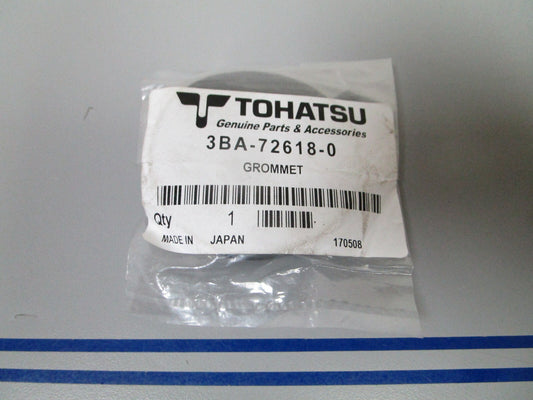 TOHATSU
Genuine Parts & Accessories
3BA-72618-0
GROMMET
Qty 1
MADE IN JAPAN 170508